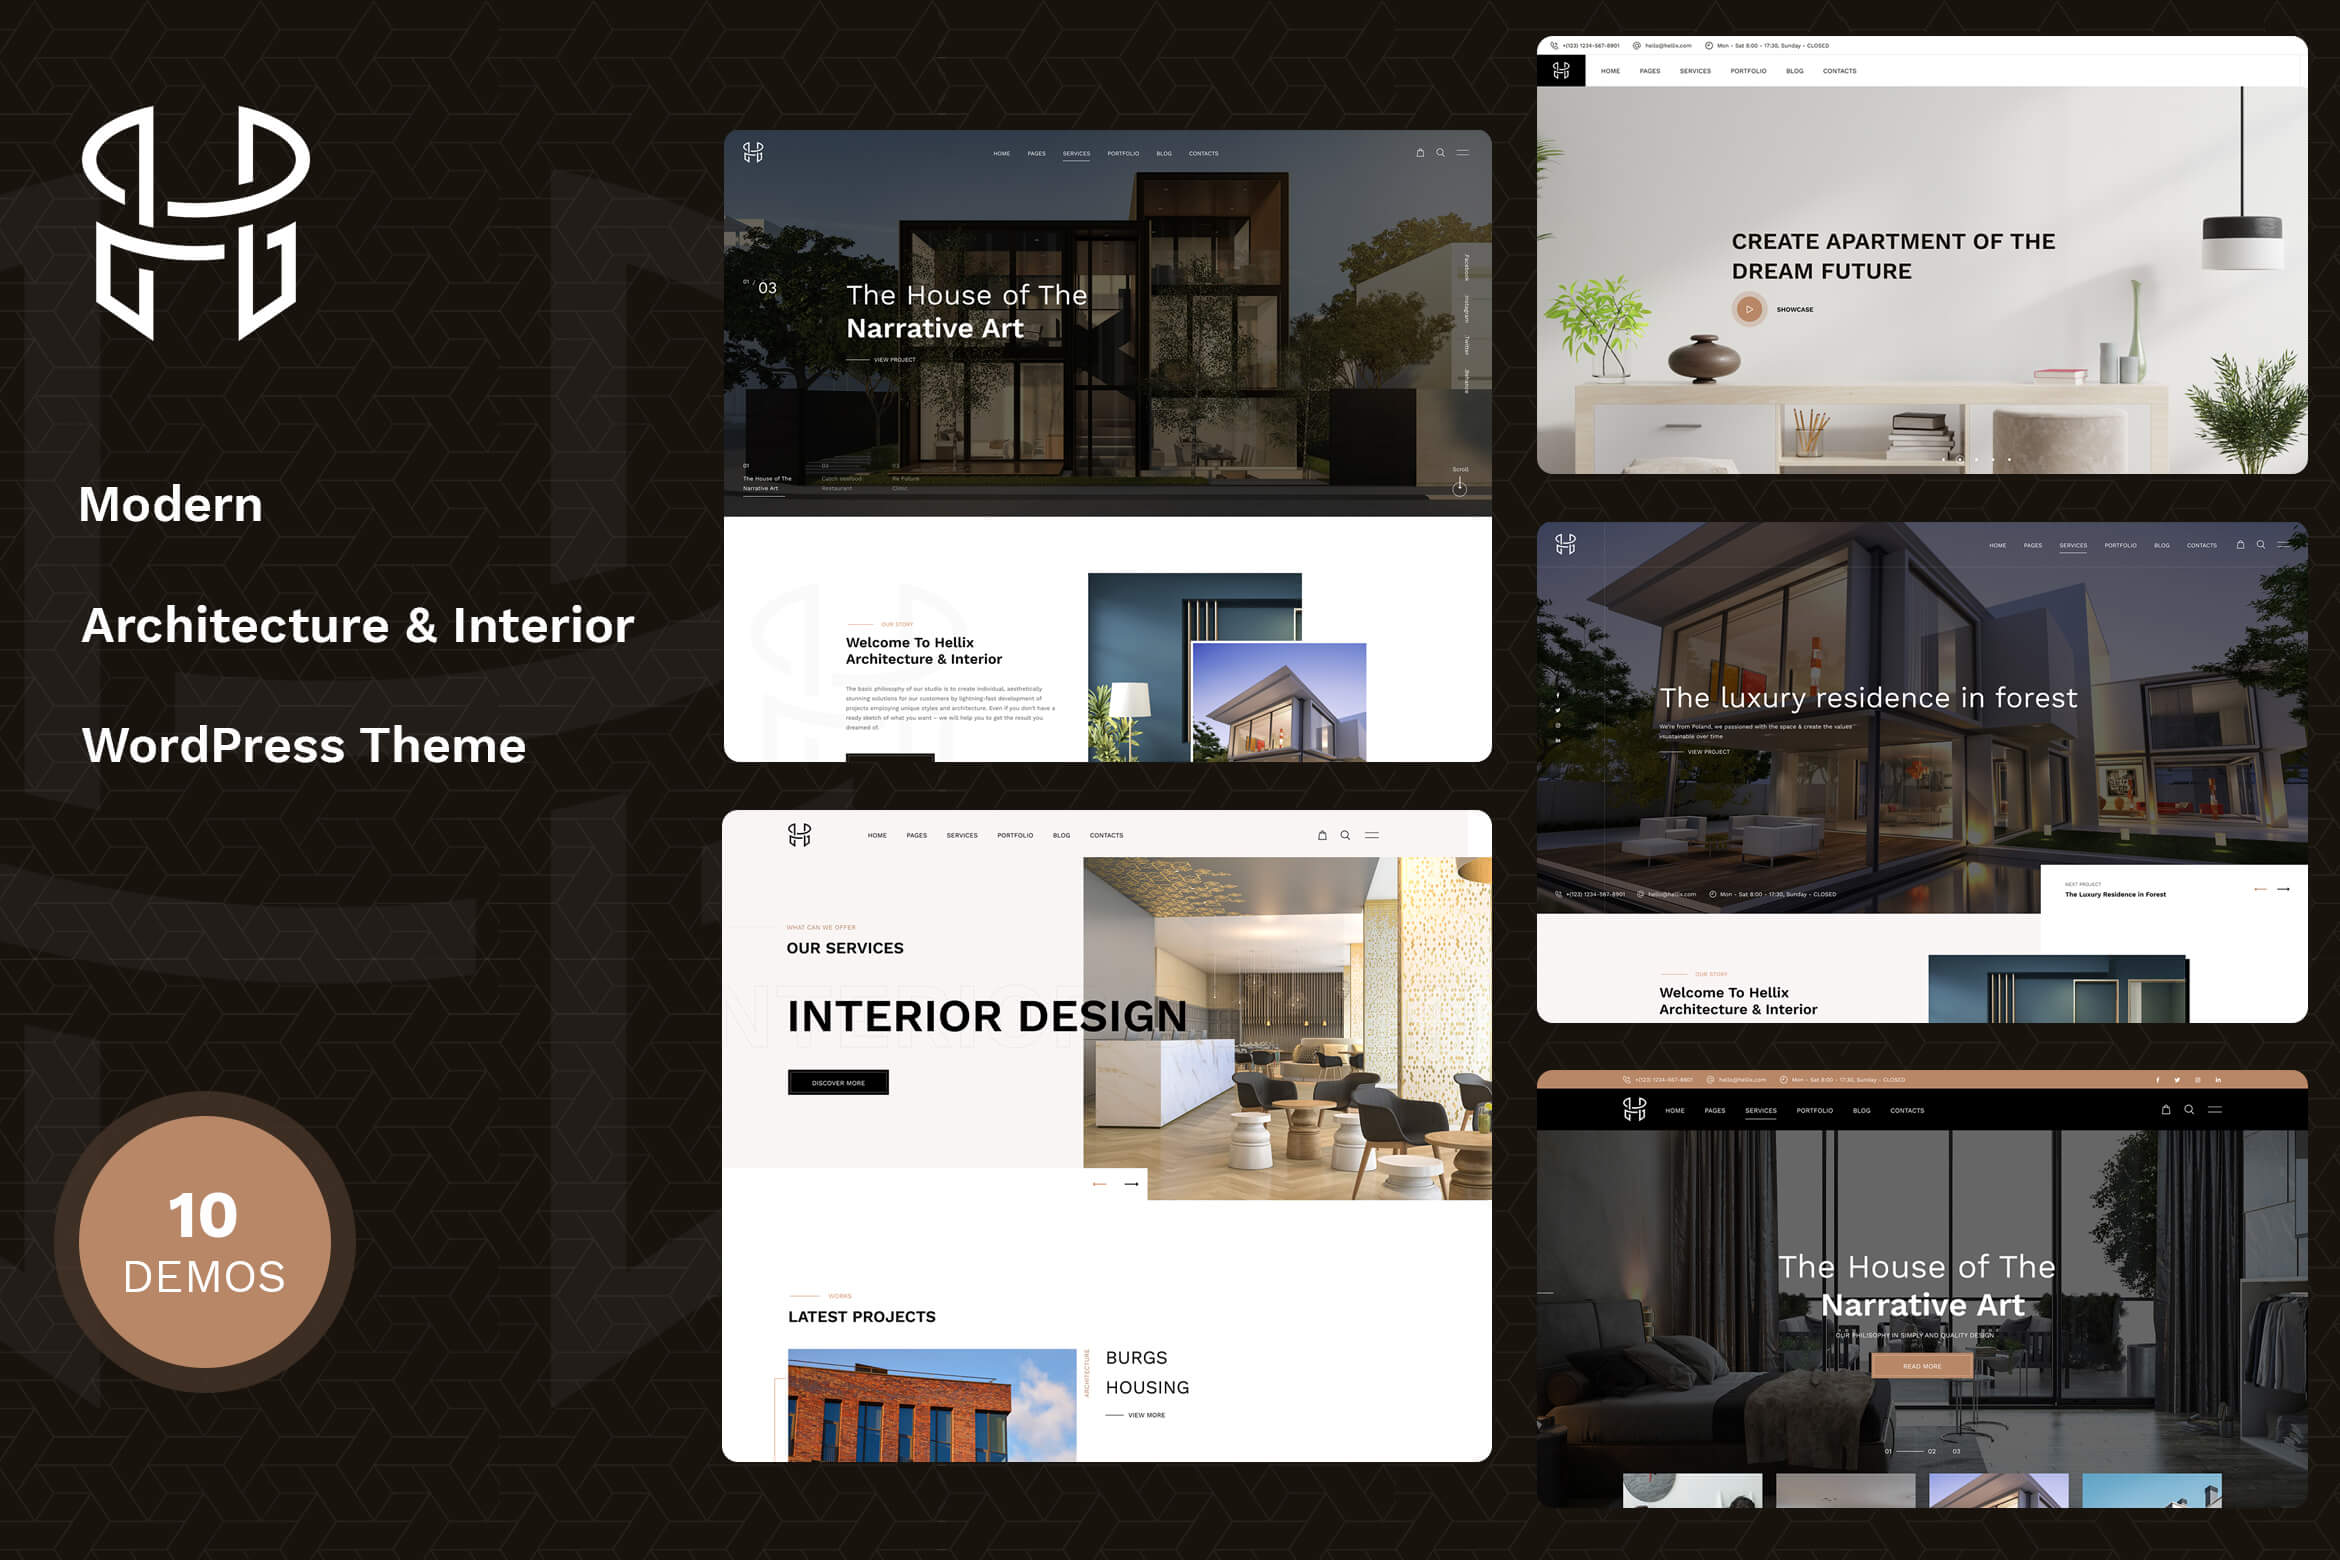 Modern
Architecture & Interior
WordPress Theme
10
DEMOS
HOME PAGES SERVICES PORTFOLIO BLOG CONTACTS
01 / 03
The House of The
Narrative Art
VIEW PROJECT
Facebook
Instagram
Twitter
Behance
01
The House of The
Narrative Art
02
Catch seafood
Restaurant
03
Re Future
Clinic
Scroll
OUR STORY
Welcome To Hellix
Architecture & Interior
The basic philosophy of our studio is to create individual, aesthetically
stunning solutions for our customers by lightning-fast development of
projects employing unique styles and architecture. Even if you don't have a
ready sketch of what you want – we will help you to get the result you
dreamed of.
HOME PAGES SERVICES PORTFOLIO BLOG CONTACTS
WHAT CAN WE OFFER
OUR SERVICES
INTERIOR DESIGN
DISCOVER MORE
WORKS
LATEST PROJECTS
ARCHITECTURE
BURGS
HOUSING
VIEW MORE
+(123) 1234-567-8901 hello@hellix.com Mon - Sat 8:00 - 17:30, Sunday - CLOSED
HOME PAGES SERVICES PORTFOLIO BLOG CONTACTS
CREATE APARTMENT OF THE
DREAM FUTURE
SHOWCASE
HOME PAGES SERVICES PORTFOLIO BLOG CONTACTS
The luxury residence in forest
We're from Poland, we passioned with the space & create the values
sustainable over time
VIEW PROJECT
+(123) 1234-567-8901 hello@hellix.com Mon - Sat 8:00 - 17:30, Sunday - CLOSED
NEXT PROJECT
The Luxury Residence in Forest
OUR STORY
Welcome To Hellix
Architecture & Interior
+(123) 1234-567-8901 hello@hellix.com Mon - Sat 8:00 - 17:30, Sunday - CLOSED
HOME PAGES SERVICES PORTFOLIO BLOG CONTACTS
The House of The
Narrative Art
OUR PHILISOPHY IN SIMPLY AND QUALITY DESIGN
READ MORE
01 02 03